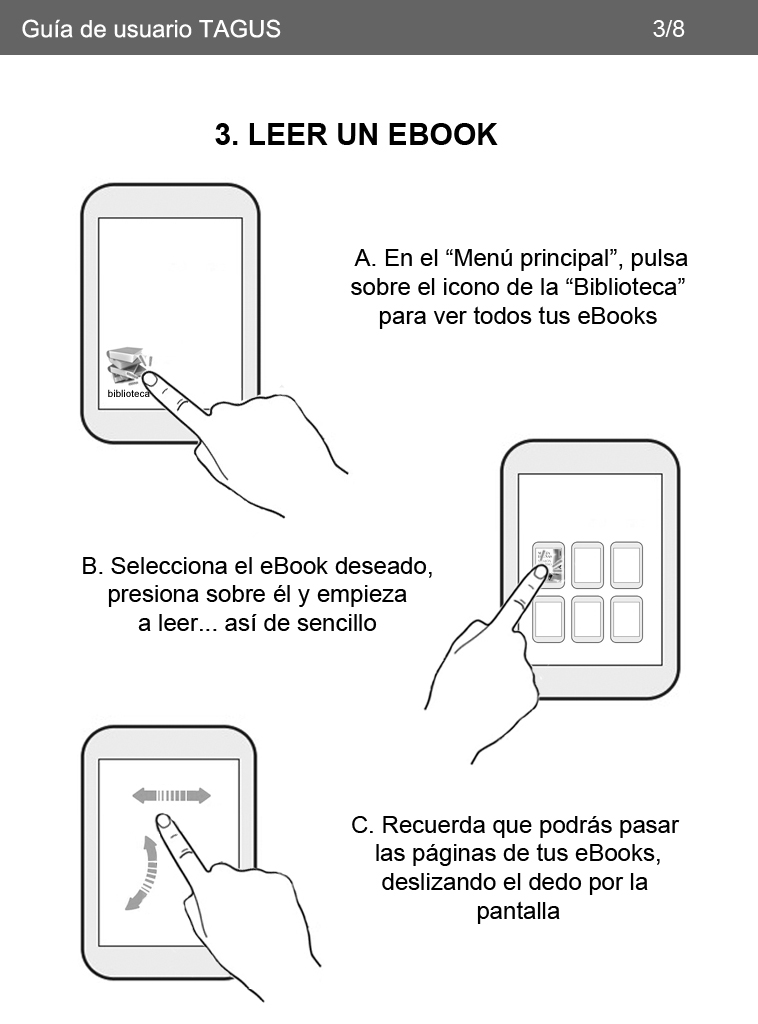 Guía de usuario TAGUS 3/8
3. LEER UN EBOOK
A. En el “Menú principal”, pulsa
sobre el icono de la “Biblioteca”
para ver todos tus eBooks
biblioteca
B. Selecciona el eBook deseado,
presiona sobre él y empieza
a leer... así de sencillo
C. Recuerda que podrás pasar
las páginas de tus eBooks,
deslizando el dedo por la
pantalla